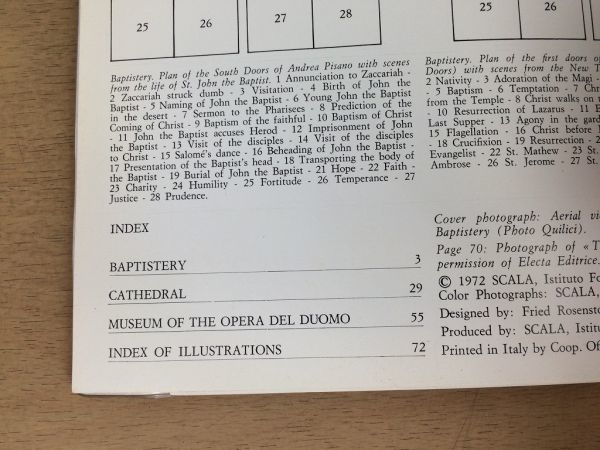 25 26 27 28 25 26
Baptistery. Plan of the South Doors of Andrea Pisano with scenes
from the life of St. John the Baptist. 1 Annunciation to Zaccariah -
2 Zaccariah struck dumb - 3 Visitation - 4 Birth of John the
Baptist - 5 Naming of John the Baptist - 6 Young John the Baptist
in the desert - 7 Sermon to the Pharisees - 8 Prediction of the
Coming of Christ - 9 Baptism of the faithful - 10 Baptism of Christ
- 11 John the Baptist accuses Herod - 12 Imprisonment of John
the Baptist - 13 Visit of the disciples - 14 Visit of the disciples
to Christ - 15 Salomé's dance - 16 Beheading of John the Baptist -
17 Presentation of the Baptist's head - 18 Transporting the body of
the Baptist - 19 Burial of John the Baptist - 21 Hope - 22 Faith -
23 Charity - 24 Humility - 25 Fortitude - 26 Temperance - 27
Justice - 28 Prudence.
INDEX
BAPTISTERY 3
CATHEDRAL 29
MUSEUM OF THE OPERA DEL DUOMO 55
INDEX OF ILLUSTRATIONS 72
Baptistery. Plan of the first doors of
Doors) with scenes from the New T
2 Nativity - 3 Adoration of the Magi -
- 5 Baptism - 6 Temptation - 7 Chr
from the Temple - 8 Christ walks on
- 10 Resurrection of Lazarus - 11 E
Last Supper - 13 Agony in the gard
- 15 Flagellation - 16 Christ before
- 18 Crucifixion - 19 Resurrection - 2
Evangelist - 22 St. Mathew - 23 St.
Ambrose - 26 St. Jerome - 27 St.
Cover photograph: Aerial vi
Baptistery (Photo Quilici).
Page 70: Photograph of « T
permission of Electa Editrice.
© 1972 SCALA, Istituto Fo
Color Photographs: SCALA,
Designed by: Fried Rosensto
Produced by: SCALA, Istitu
Printed in Italy by Coop. Of